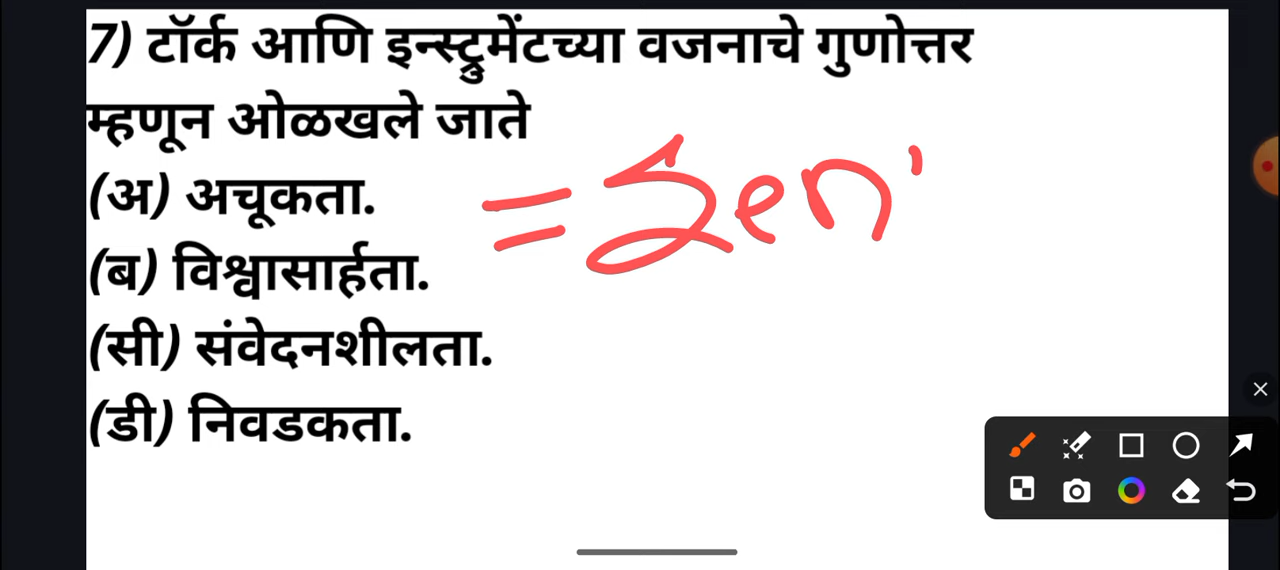 7) टॉर्क आणि इन्स्ट्रुमेंटच्या वजनाचे गुणोत्तर
म्हणून ओळखले जाते
(अ) अचूकता.
= Sen'
(ब) विश्वासार्हता.
(सी) संवेदनशीलता.
(डी) निवडकता.